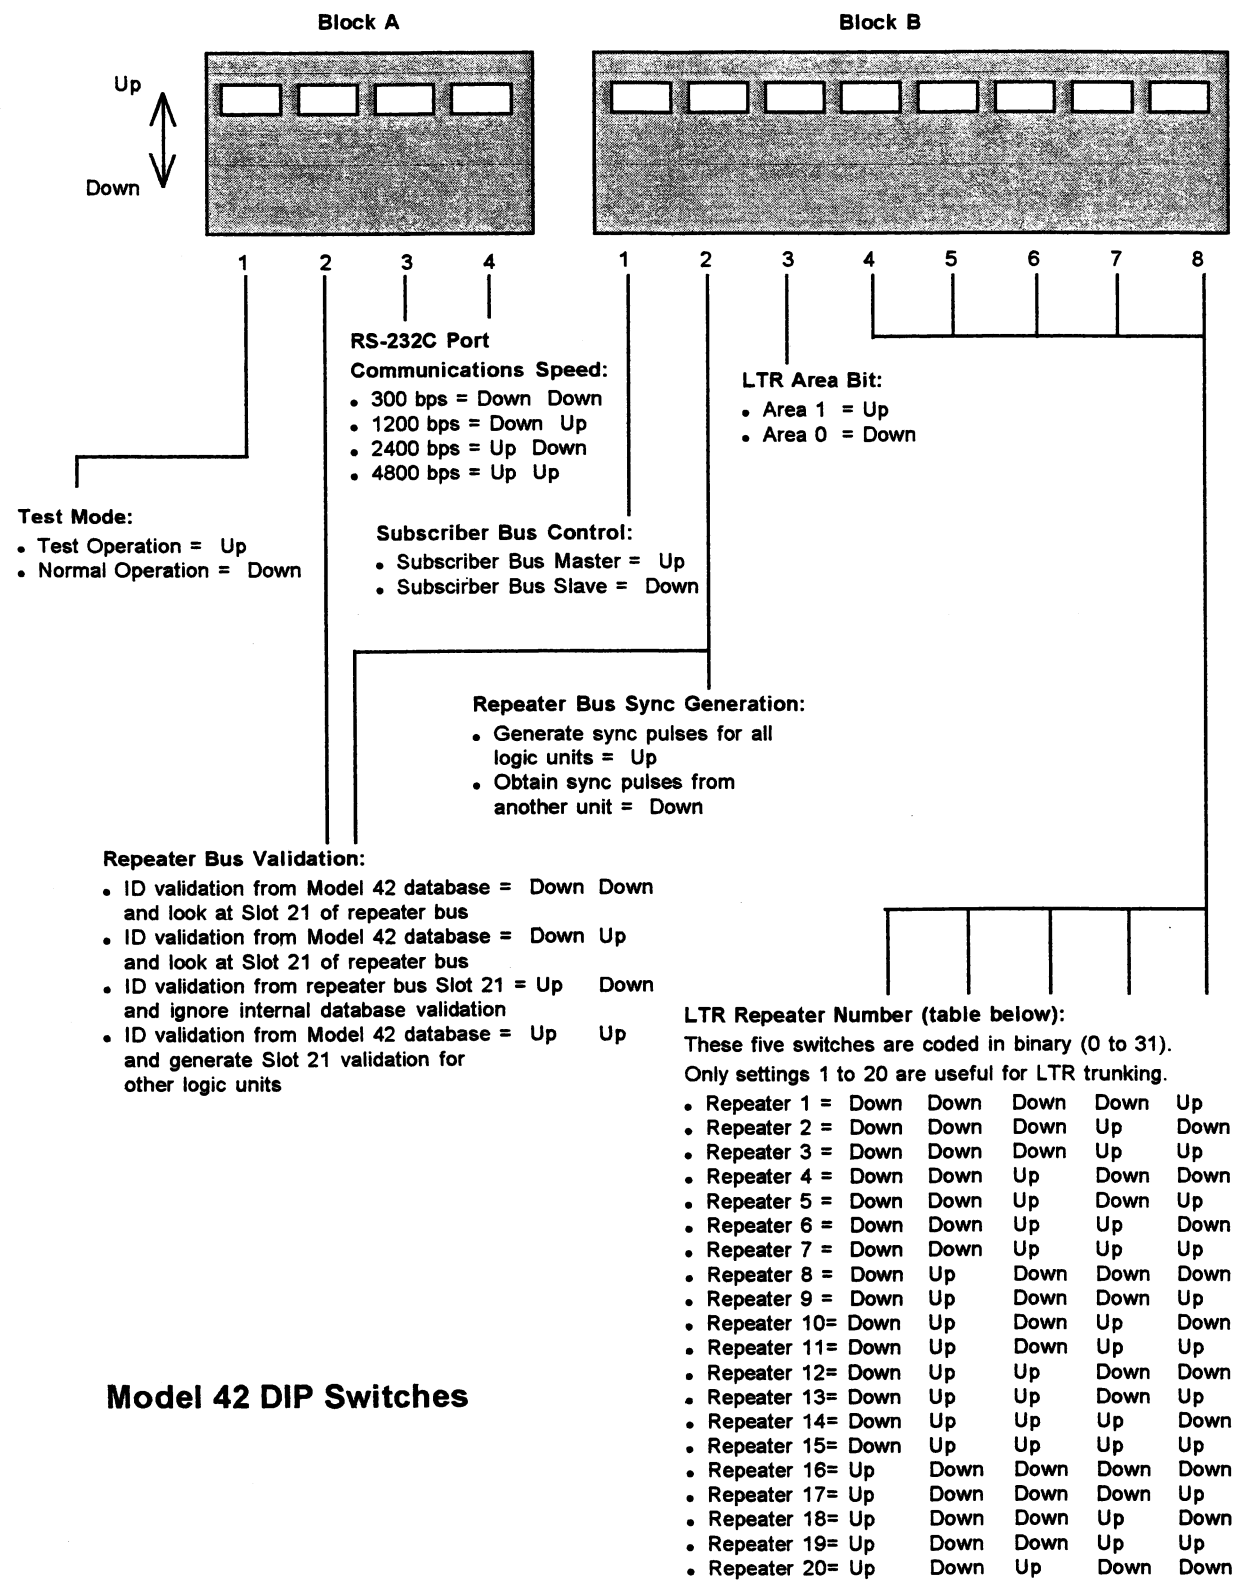 Block A
Block B
Up
Down
1 2 3 4
1 2 3 4 5 6 7 8
RS-232C Port
Communications Speed:
• 300 bps = Down Down
• 1200 bps = Down Up
• 2400 bps = Up Down
• 4800 bps = Up Up
LTR Area Bit:
• Area 1 = Up
• Area 0 = Down
Test Mode:
• Test Operation = Up
• Normal Operation = Down
Subscriber Bus Control:
• Subscriber Bus Master = Up
• Subscirber Bus Slave = Down
Repeater Bus Sync Generation:
• Generate sync pulses for all
logic units = Up
• Obtain sync pulses from
another unit = Down
Repeater Bus Validation:
• ID validation from Model 42 database = Down Down
and look at Slot 21 of repeater bus
• ID validation from Model 42 database = Down Up
and look at Slot 21 of repeater bus
• ID validation from repeater bus Slot 21 = Up Down
and ignore internal database validation
• ID validation from Model 42 database = Up Up
and generate Slot 21 validation for
other logic units
LTR Repeater Number (table below):
These five switches are coded in binary (0 to 31).
Only settings 1 to 20 are useful for LTR trunking.
• Repeater 1 = Down Down Down Down Up
• Repeater 2 = Down Down Down Up Down
• Repeater 3 = Down Down Down Up Up
• Repeater 4 = Down Down Up Down Down
• Repeater 5 = Down Down Up Down Up
• Repeater 6 = Down Down Up Up Down
• Repeater 7 = Down Down Up Up Up
• Repeater 8 = Down Up Down Down Down
• Repeater 9 = Down Up Down Down Up
• Repeater 10= Down Up Down Up Down
• Repeater 11= Down Up Down Up Up
• Repeater 12= Down Up Up Down Down
• Repeater 13= Down Up Up Down Up
• Repeater 14= Down Up Up Up Down
• Repeater 15= Down Up Up Up Up
• Repeater 16= Up Down Down Down Down
• Repeater 17= Up Down Down Down Up
• Repeater 18= Up Down Down Up Down
• Repeater 19= Up Down Down Up Up
• Repeater 20= Up Down Up Down Down
Model 42 DIP Switches